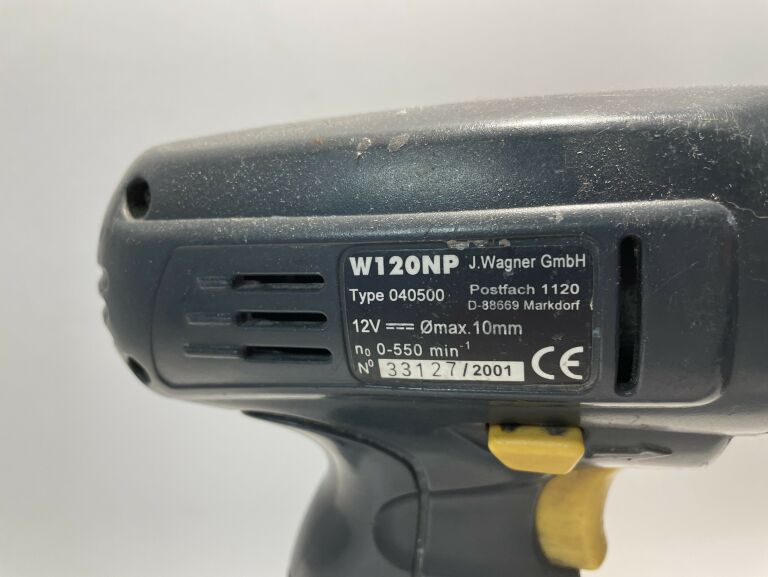 W120NP J.Wagner GmbH
Type 040500 Postfach 1120
D-88669 Markdorf
12V ⎓ Ømax.10mm
n₀ 0-550 min⁻¹
N⁰ 33127/2001 CE